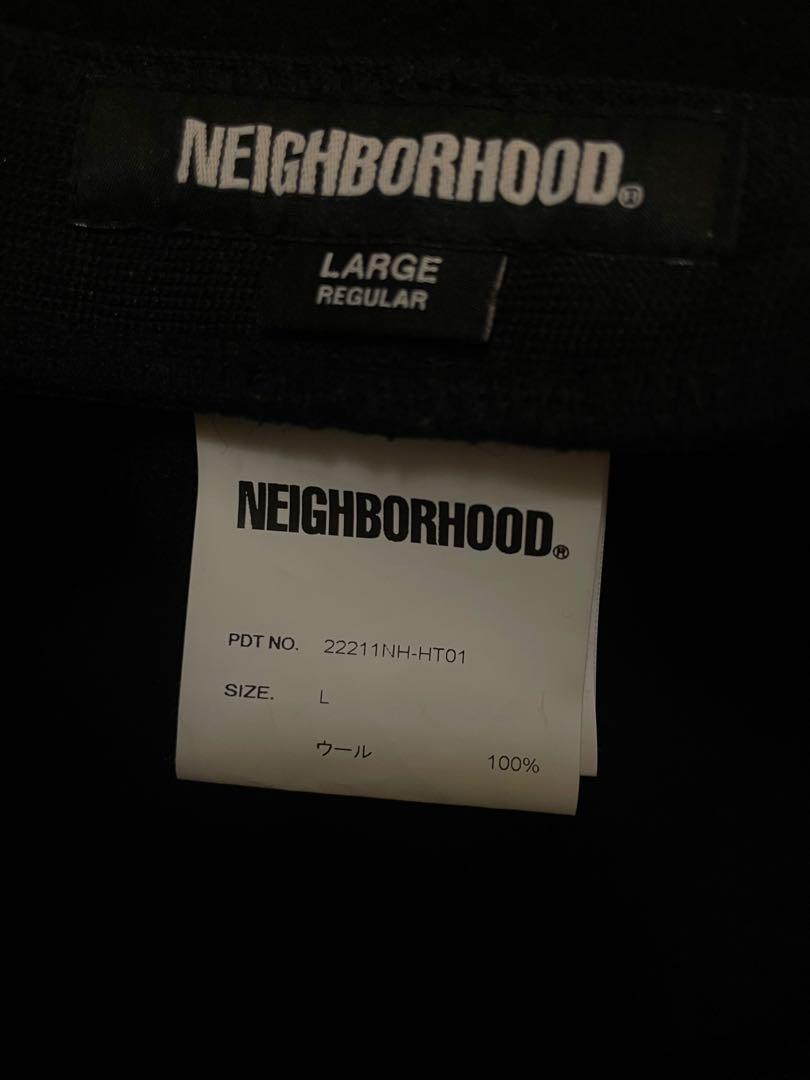 NEIGHBORHOOD®
LARGE
REGULAR
NEIGHBORHOOD®
PDT NO. 22211NH-HT01
SIZE. L
ウール 100%